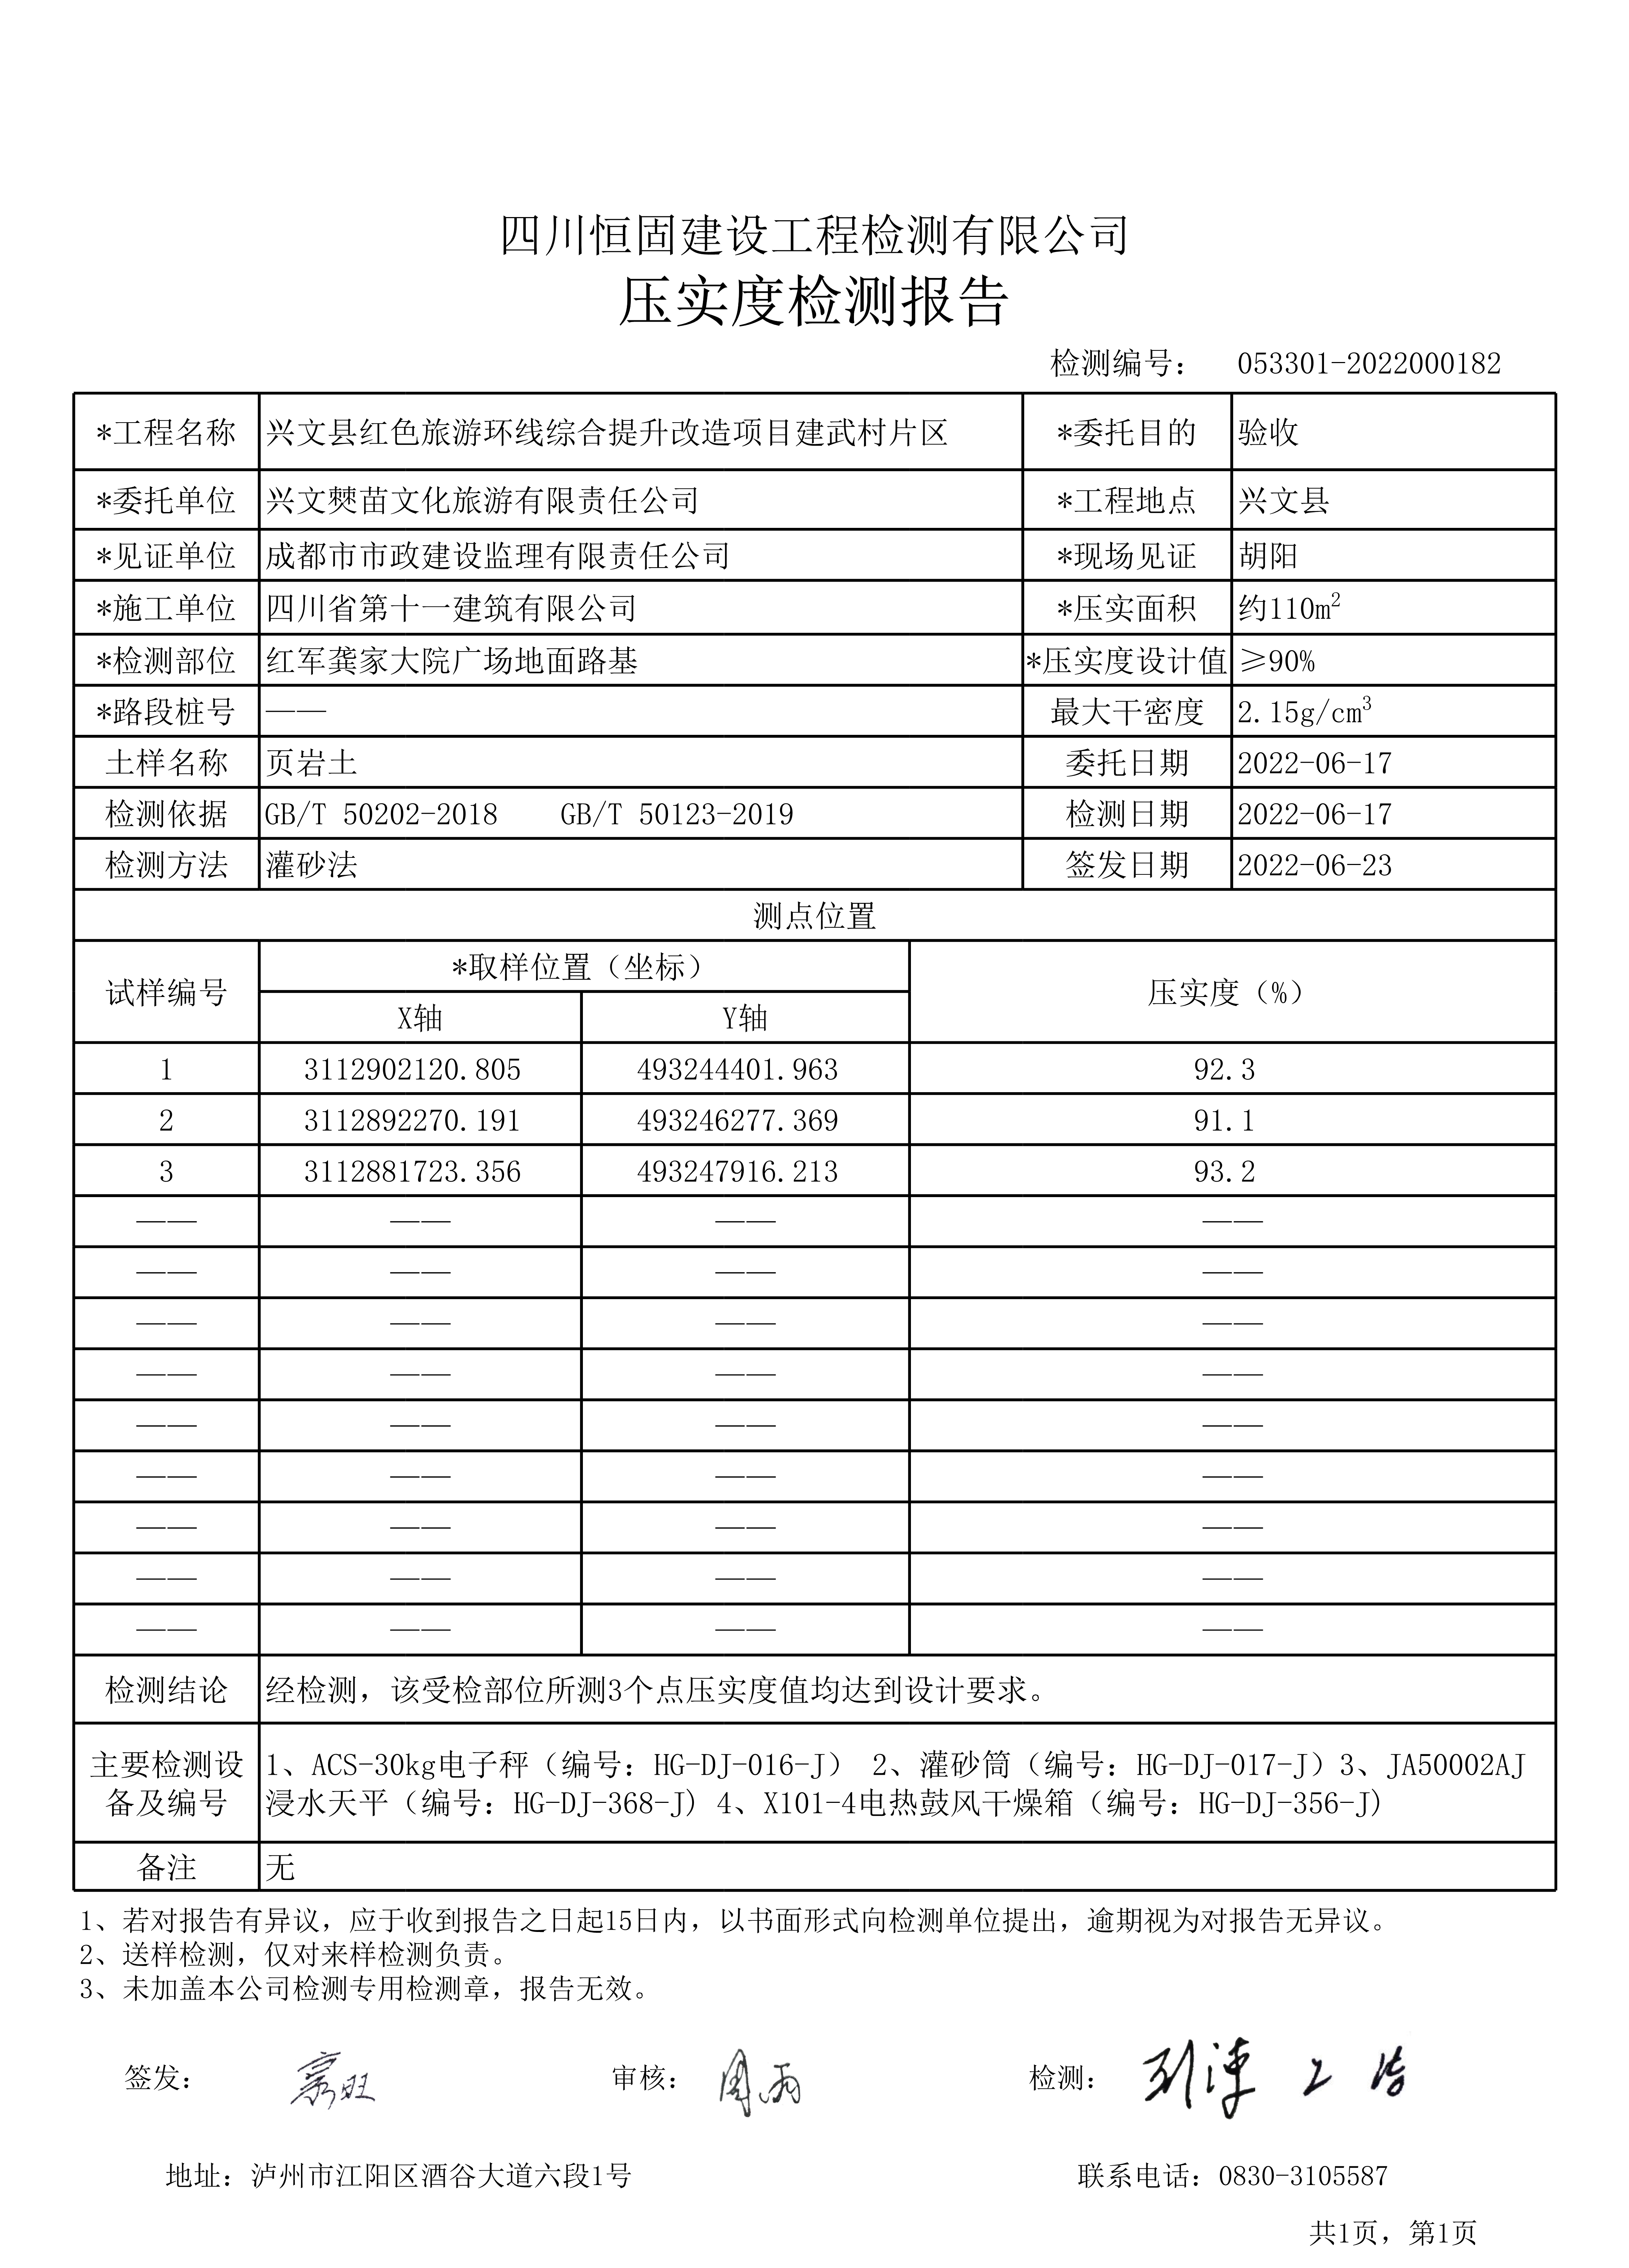 四川恒固建设工程检测有限公司
压实度检测报告
检测编号： 053301-2022000182
*工程名称 兴文县红色旅游环线综合提升改造项目建武村片区 *委托目的 验收
*委托单位 兴文僰苗文化旅游有限责任公司 *工程地点 兴文县
*见证单位 成都市市政建设监理有限责任公司 *现场见证 胡阳
*施工单位 四川省第十一建筑有限公司 *压实面积 约110m²
*检测部位 红军龚家大院广场地面路基 *压实度设计值 ≥90%
*路段桩号 —— 最大干密度 2.15g/cm³
土样名称 页岩土 委托日期 2022-06-17
检测依据 GB/T 50202-2018 GB/T 50123-2019 检测日期 2022-06-17
检测方法 灌砂法 签发日期 2022-06-23
测点位置
试样编号 *取样位置（坐标） 压实度（%）
X轴 Y轴
1 3112902120.805 493244401.963 92.3
2 3112892270.191 493246277.369 91.1
3 3112881723.356 493247916.213 93.2
—— —— —— ——
—— —— —— ——
—— —— —— ——
—— —— —— ——
—— —— —— ——
—— —— —— ——
—— —— —— ——
—— —— —— ——
—— —— —— ——
检测结论 经检测，该受检部位所测3个点压实度值均达到设计要求。
主要检测设备及编号 1、ACS-30kg电子秤（编号：HG-DJ-016-J） 2、灌砂筒（编号：HG-DJ-017-J）3、JA50002AJ
浸水天平（编号：HG-DJ-368-J) 4、X101-4电热鼓风干燥箱（编号：HG-DJ-356-J)
备注 无
1、若对报告有异议，应于收到报告之日起15日内，以书面形式向检测单位提出，逾期视为对报告无异议。
2、送样检测，仅对来样检测负责。
3、未加盖本公司检测专用检测章，报告无效。
签发： 审核： 检测：
地址：泸州市江阳区酒谷大道六段1号 联系电话：0830-3105587
共1页，第1页